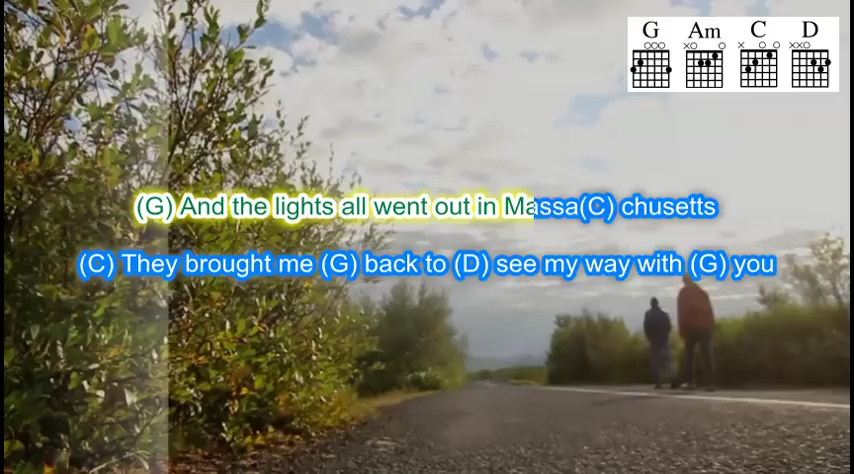 G Am C D
(G) And the lights all went out in Massa(C) chusetts
(C) They brought me (G) back to (D) see my way with (G) you